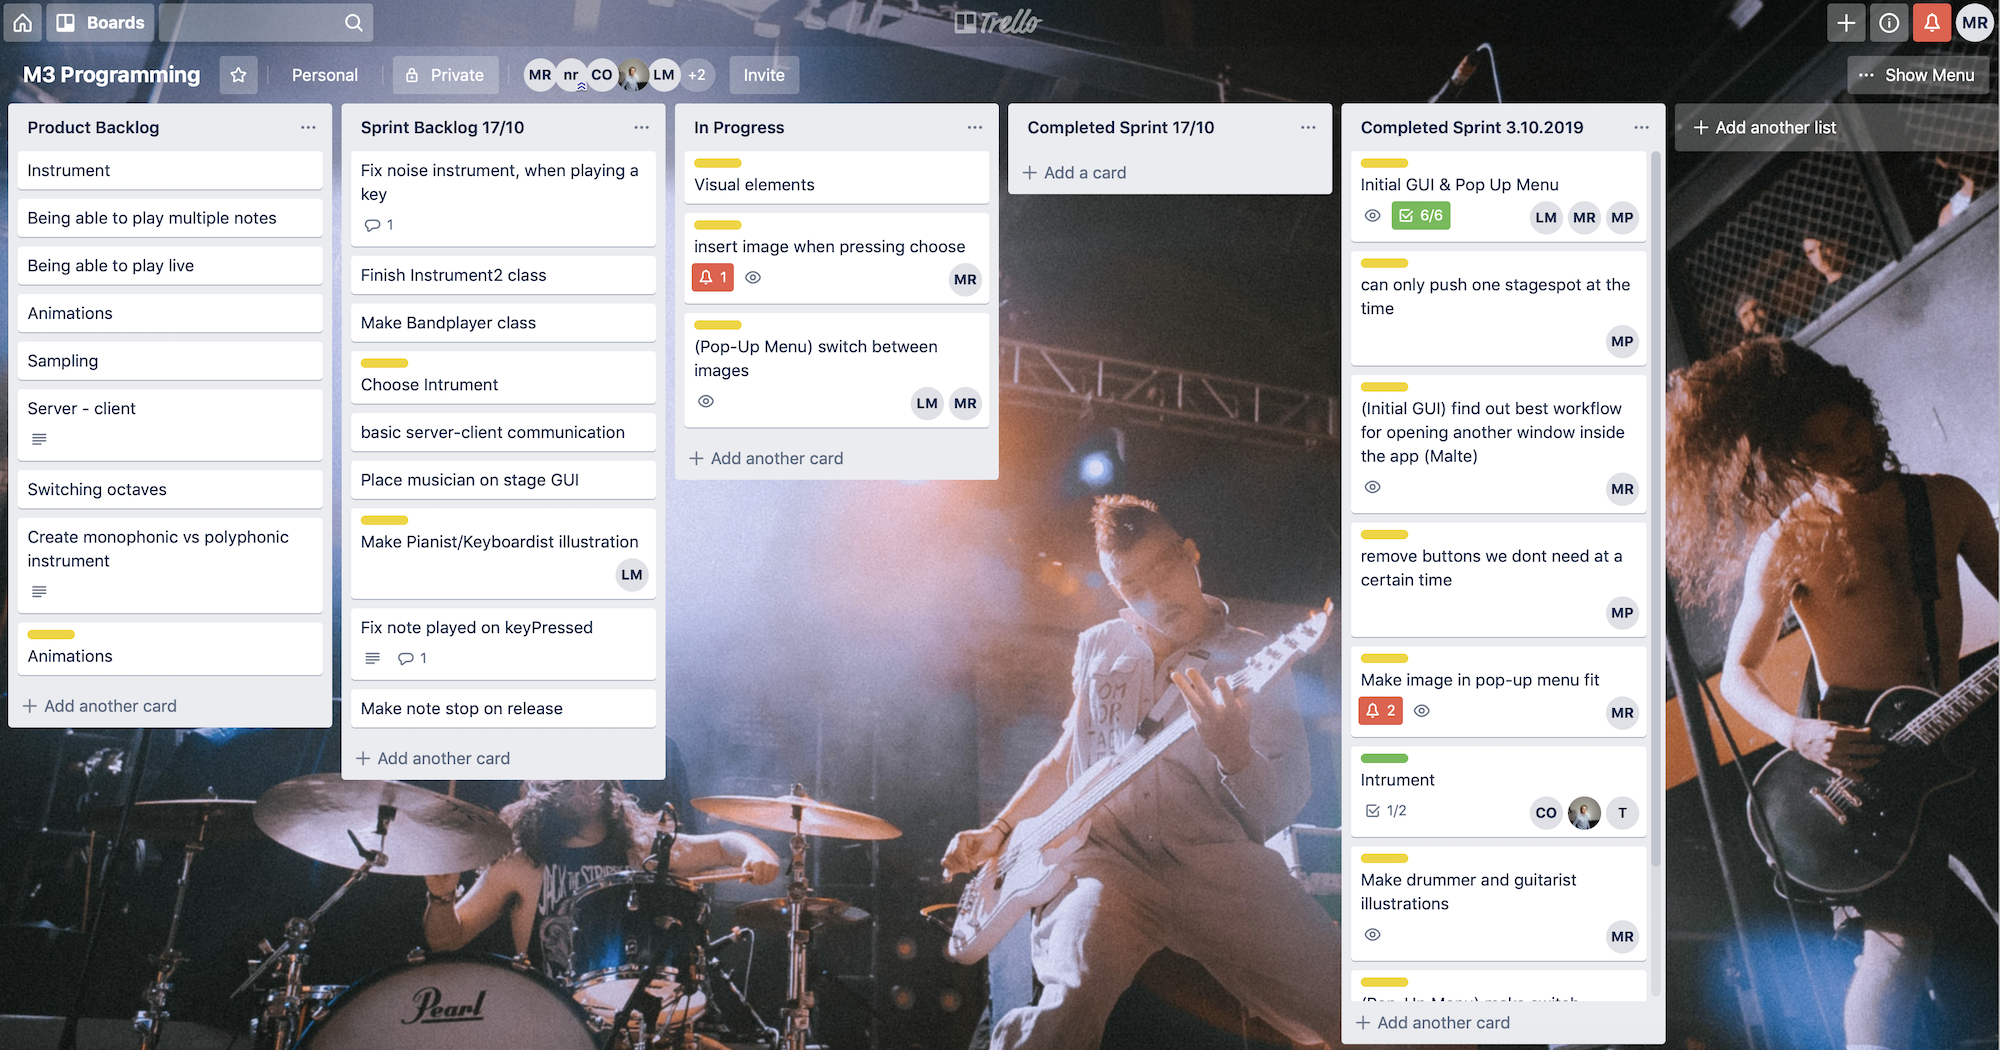 Boards
Trello
MR
M3 Programming
Personal
Private
MR
nr
CO
LM
+2
Invite
··· Show Menu
Product Backlog
Instrument
Being able to play multiple notes
Being able to play live
Animations
Sampling
Server - client
Switching octaves
Create monophonic vs polyphonic
instrument
Animations
+ Add another card
Sprint Backlog 17/10
Fix noise instrument, when playing a
key
1
Finish Instrument2 class
Make Bandplayer class
Choose Intrument
basic server-client communication
Place musician on stage GUI
Make Pianist/Keyboardist illustration
LM
Fix note played on keyPressed
1
Make note stop on release
+ Add another card
In Progress
Visual elements
insert image when pressing choose
1
MR
(Pop-Up Menu) switch between
images
LM
MR
+ Add another card
Completed Sprint 17/10
+ Add a card
Completed Sprint 3.10.2019
Initial GUI & Pop Up Menu
6/6
LM
MR
MP
can only push one stagespot at the
time
MP
(Initial GUI) find out best workflow
for opening another window inside
the app (Malte)
MR
remove buttons we dont need at a
certain time
MP
Make image in pop-up menu fit
2
MR
Intrument
1/2
CO
T
Make drummer and guitarist
illustrations
MR
(Pop-Up Menu) make switch
+ Add another card
+ Add another list
Pearl